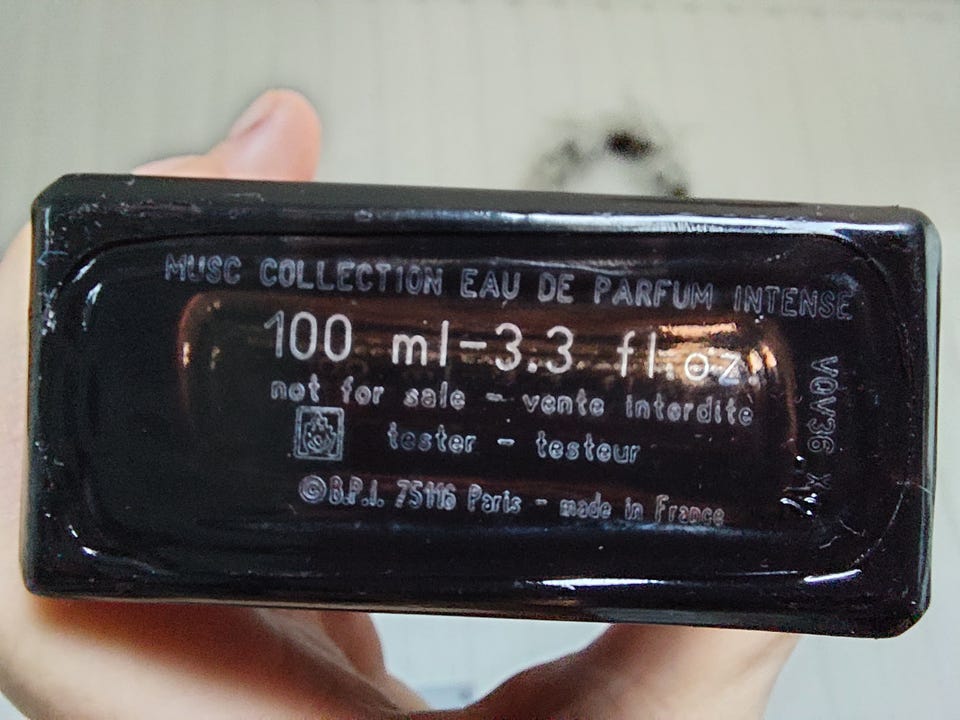 MUSC COLLECTION EAU DE PARFUM INTENSE
100 ml-3.3 fl.oz.
not for sale - vente interdite
tester - testeur
©B.P.I. 75116 Paris - made in France
VOV36